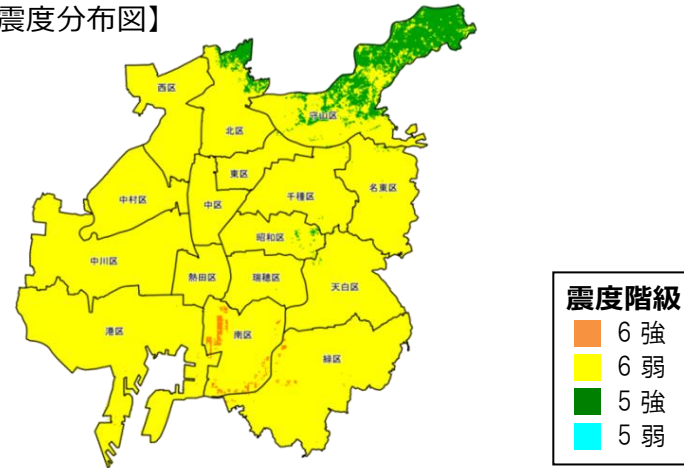 震度分布図】
西区
北区
守山区
東区
名東区
中村区
中区
千種区
昭和区
中川区
熱田区
瑞穂区
天白区
港区
南区
緑区
震度階級
6 強
6 弱
5 強
5 弱